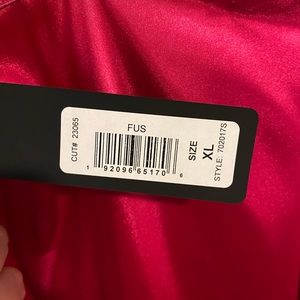 CUT# 23065
FUS
1 92096 65170 6
SIZE XL
STYLE: 702017S